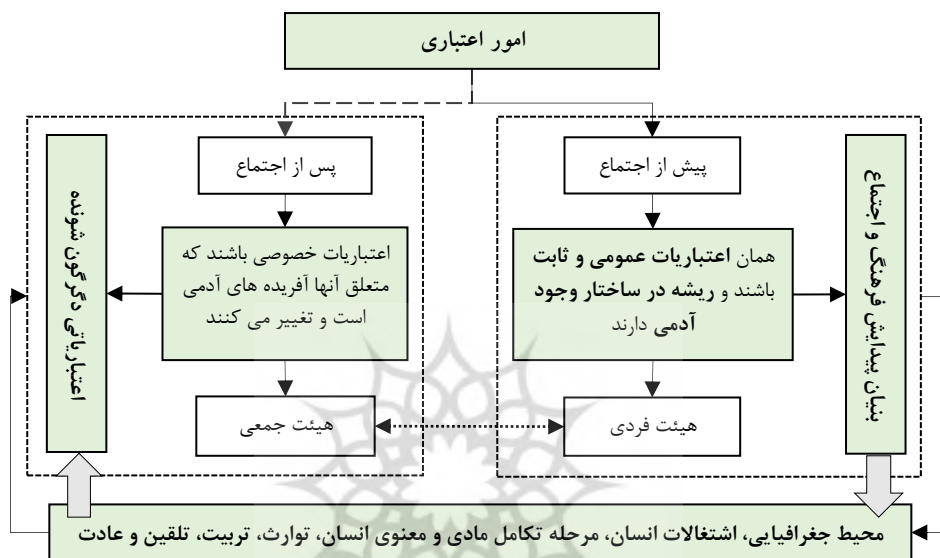 امور اعتباری
پیش از اجتماع
همان اعتباریات عمومی و ثابت
باشند و ریشه در ساختار وجود
آدمی دارند
هیئت فردی
بنیان پیدایش فرهنگ و اجتماع
پس از اجتماع
اعتباریات خصوصی باشند که
متعلق آنها آفریده های آدمی
است و تغییر می کنند
هیئت جمعی
اعتباریاتی دگرگون شونده
محیط جغرافیایی، اشتغالات انسان، مرحله تکامل مادی و معنوی انسان، توارث، تربیت، تلقین و عادت